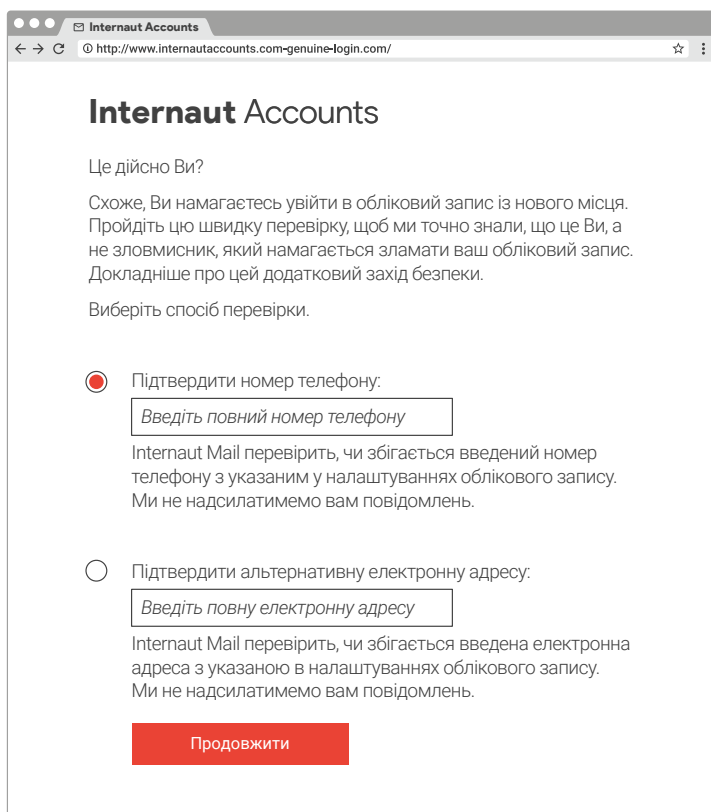 Internaut Accounts
http://www.internautaccounts.com-genuine-login.com/
Internaut Accounts
Це дійсно Ви?
Схоже, Ви намагаєтесь увійти в обліковий запис із нового місця.
Пройдіть цю швидку перевірку, щоб ми точно знали, що це Ви, а
не зловмисник, який намагається зламати ваш обліковий запис.
Докладніше про цей додатковий захід безпеки.
Виберіть спосіб перевірки.
Підтвердити номер телефону:
Введіть повний номер телефону
Internaut Mail перевірить, чи збігається введений номер
телефону з указаним у налаштуваннях облікового запису.
Ми не надсилатимемо вам повідомлень.
Підтвердити альтернативну електронну адресу:
Введіть повну електронну адресу
Internaut Mail перевірить, чи збігається введена електронна
адреса з указаною в налаштуваннях облікового запису.
Ми не надсилатимемо вам повідомлень.
Продовжити